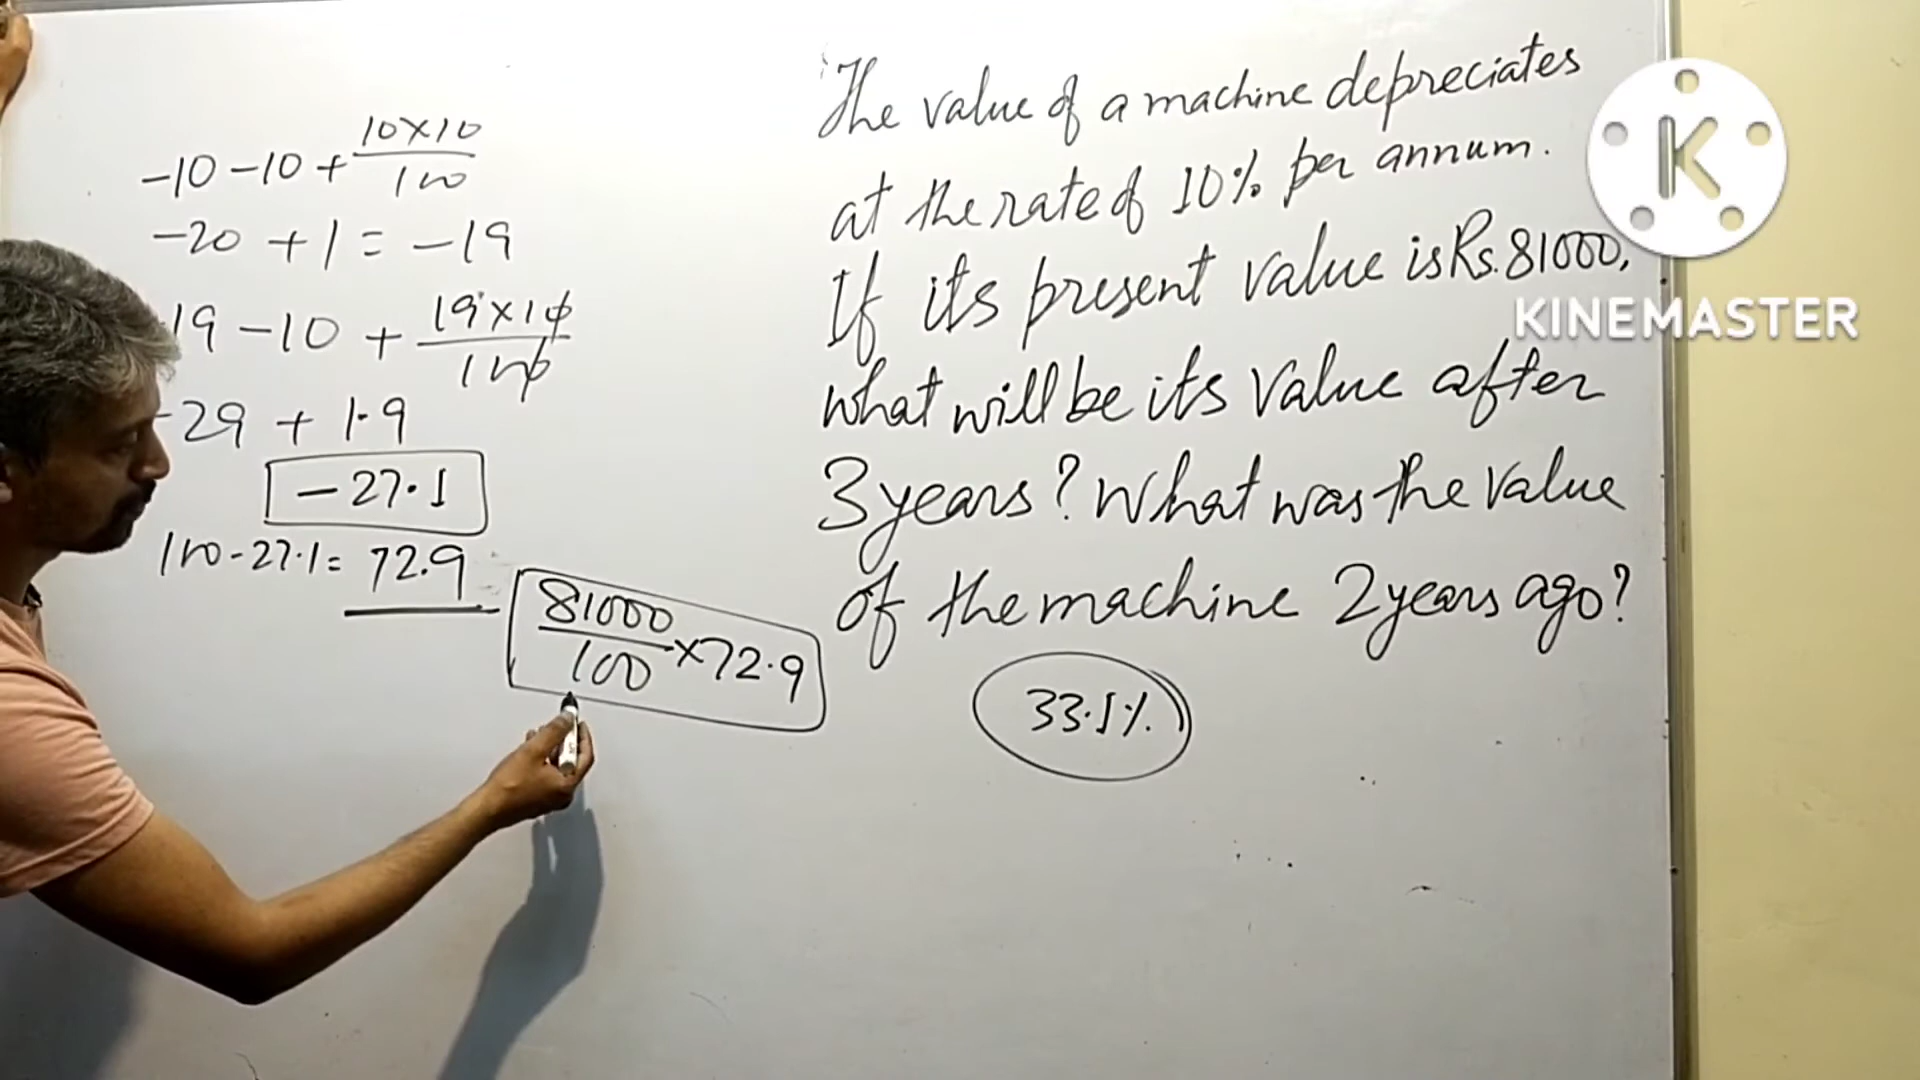 -10 -10 + 10×10/100
-20 + 1 = -19
19 -10 + 19×10/100
-29 + 1.9
-27.1
100-27.1= 72.9
81000/100 ×72.9
The value of a machine depreciates
at the rate of 10% per annum.
If its present value is Rs.81000,
what will be its value after
3 years? What was the value
of the machine 2 years ago?
33.1%
K
KINEMASTER